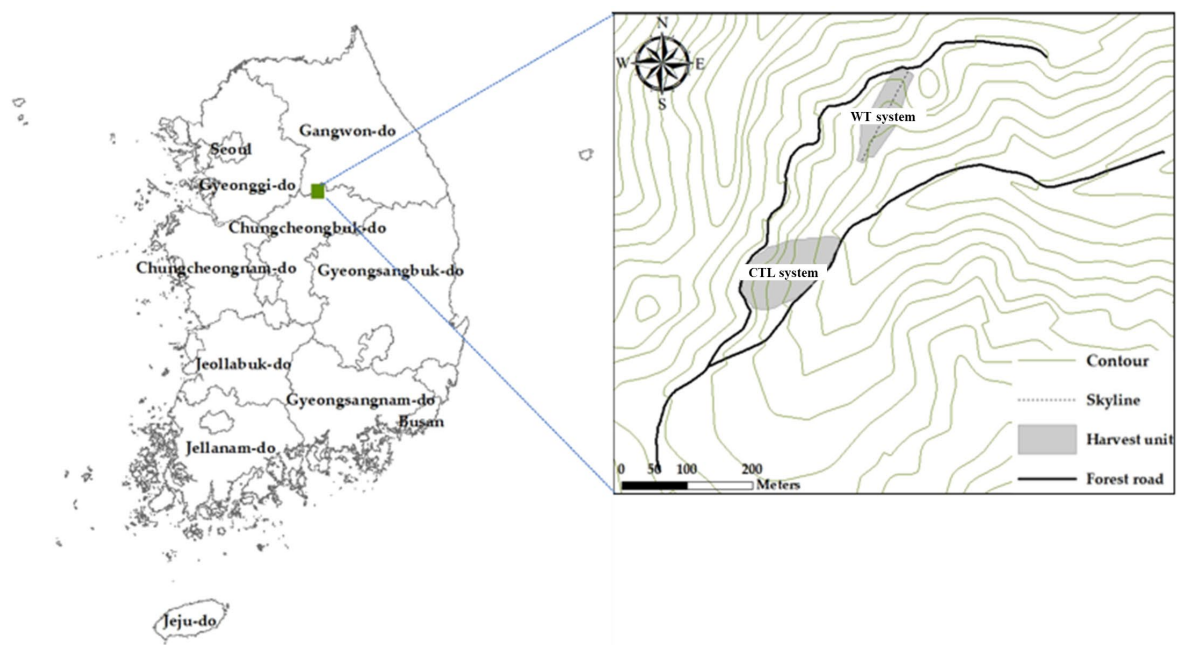 Gangwon-do
Seoul
Gyeonggi-do
Chungcheongbuk-do
Chungcheongnam-do
Gyeongsangbuk-do
Jeollabuk-do
Gyeongsangnam-do
Busan
Jellanam-do
Jeju-do
N
W E
S
WT system
CTL system
Contour
Skyline
Harvest unit
Forest road
0 50 100 200
Meters